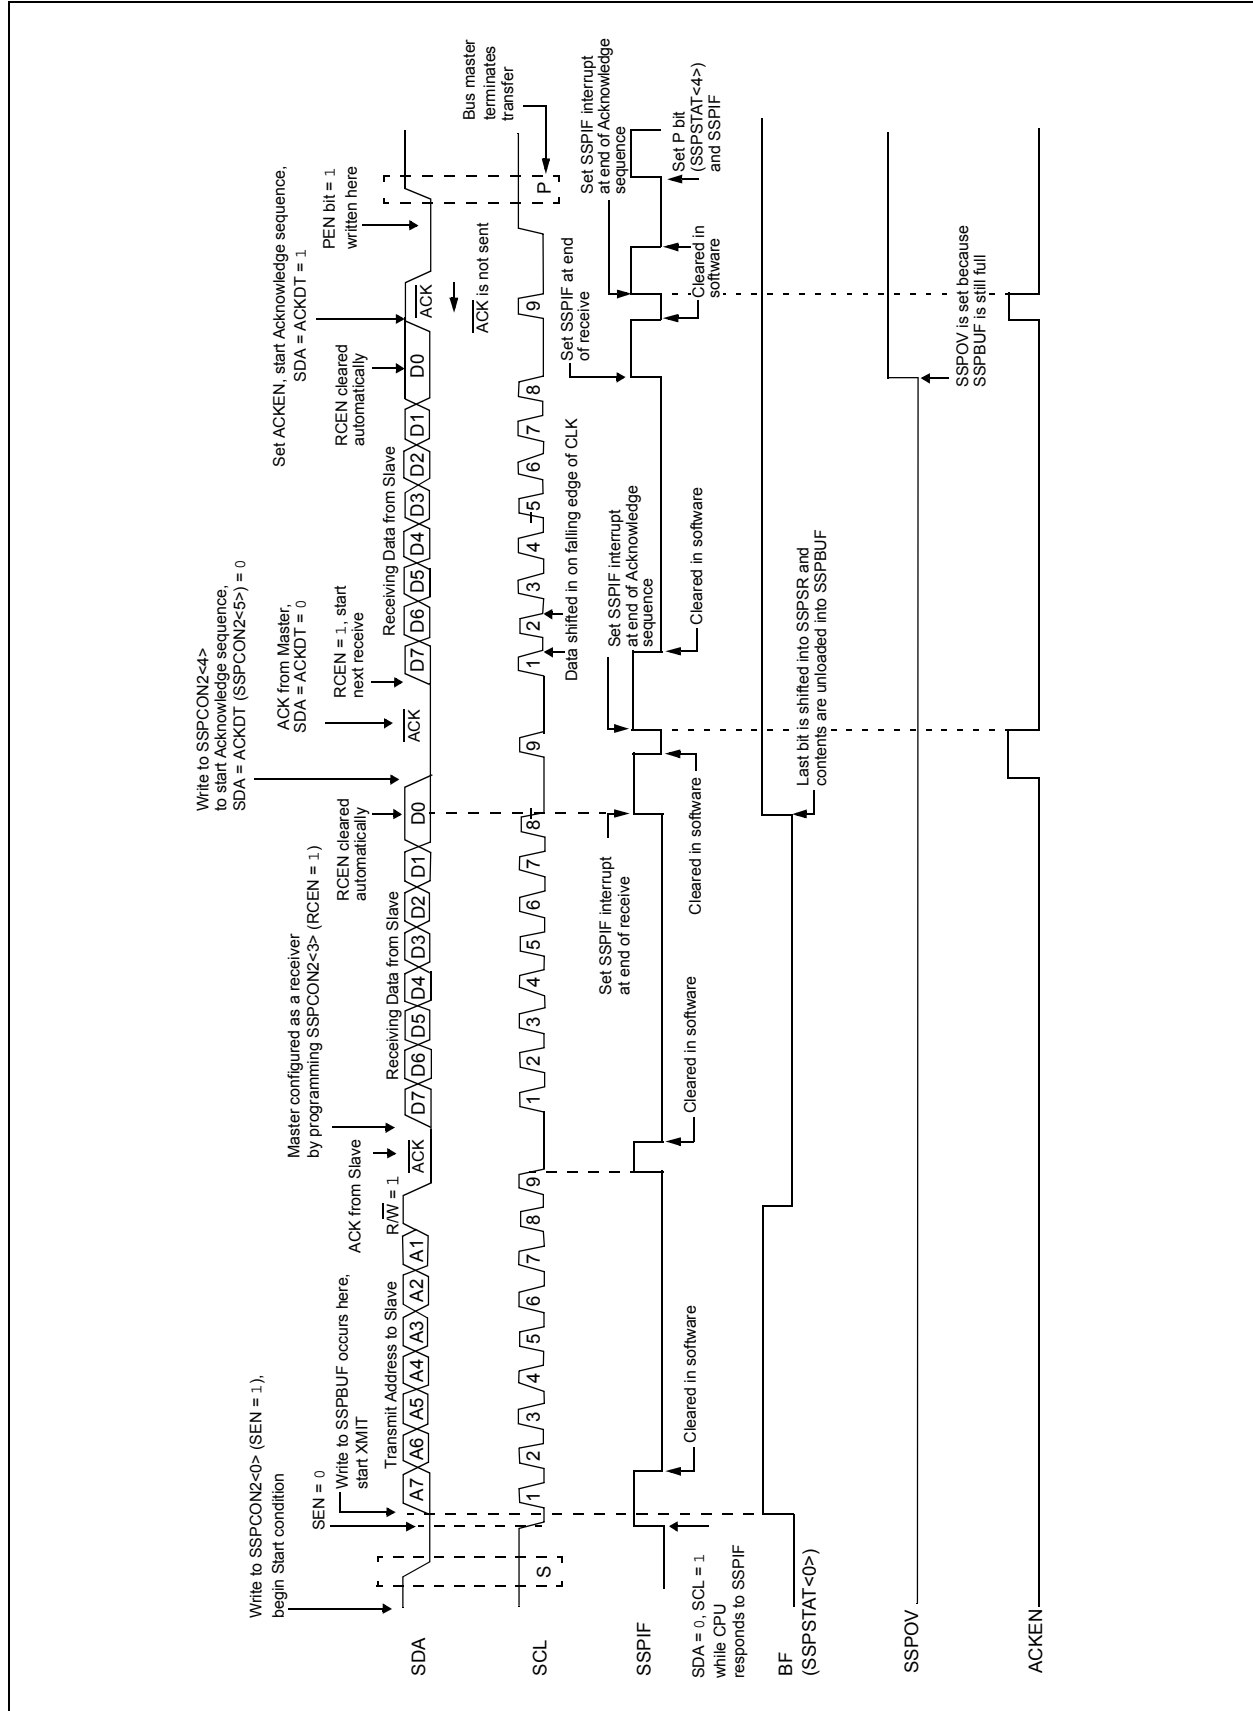 Write to SSPCON2<0> (SEN = 1),
begin Start condition
SEN = 0
Write to SSPBUF occurs here,
start XMIT
Transmit Address to Slave
ACK from Slave
R/W = 1
Master configured as a receiver
by programming SSPCON2<3> (RCEN = 1)
Receiving Data from Slave
RCEN cleared
automatically
Write to SSPCON2<4>
to start Acknowledge sequence,
SDA = ACKDT (SSPCON2<5>) = 0
ACK from Master,
SDA = ACKDT = 0
RCEN = 1, start
next receive
Receiving Data from Slave
RCEN cleared
automatically
Set ACKEN, start Acknowledge sequence,
SDA = ACKDT = 1
PEN bit = 1
written here
SDA
A7 A6 A5 A4 A3 A2 A1
ACK
D7 D6 D5 D4 D3 D2 D1 D0
ACK
D7 D6 D5 D4 D3 D2 D1 D0
ACK
ACK is not sent
Bus master
terminates
transfer
SCL
S
1 2 3 4 5 6 7 8 9
1 2 3 4 5 6 7 8 9
1 2 3 4 5 6 7 8 9
P
Data shifted in on falling edge of CLK
SSPIF
SDA = 0, SCL = 1
while CPU
responds to SSPIF
Cleared in software
Cleared in software
Set SSPIF interrupt
at end of receive
Cleared in software
Set SSPIF interrupt
at end of Acknowledge
sequence
Cleared in software
Set SSPIF at end
of receive
Cleared in
software
Set SSPIF interrupt
at end of Acknowledge
sequence
Set P bit
(SSPSTAT<4>)
and SSPIF
BF
(SSPSTAT<0>)
Last bit is shifted into SSPSR and
contents are unloaded into SSPBUF
SSPOV
SSPOV is set because
SSPBUF is still full
ACKEN